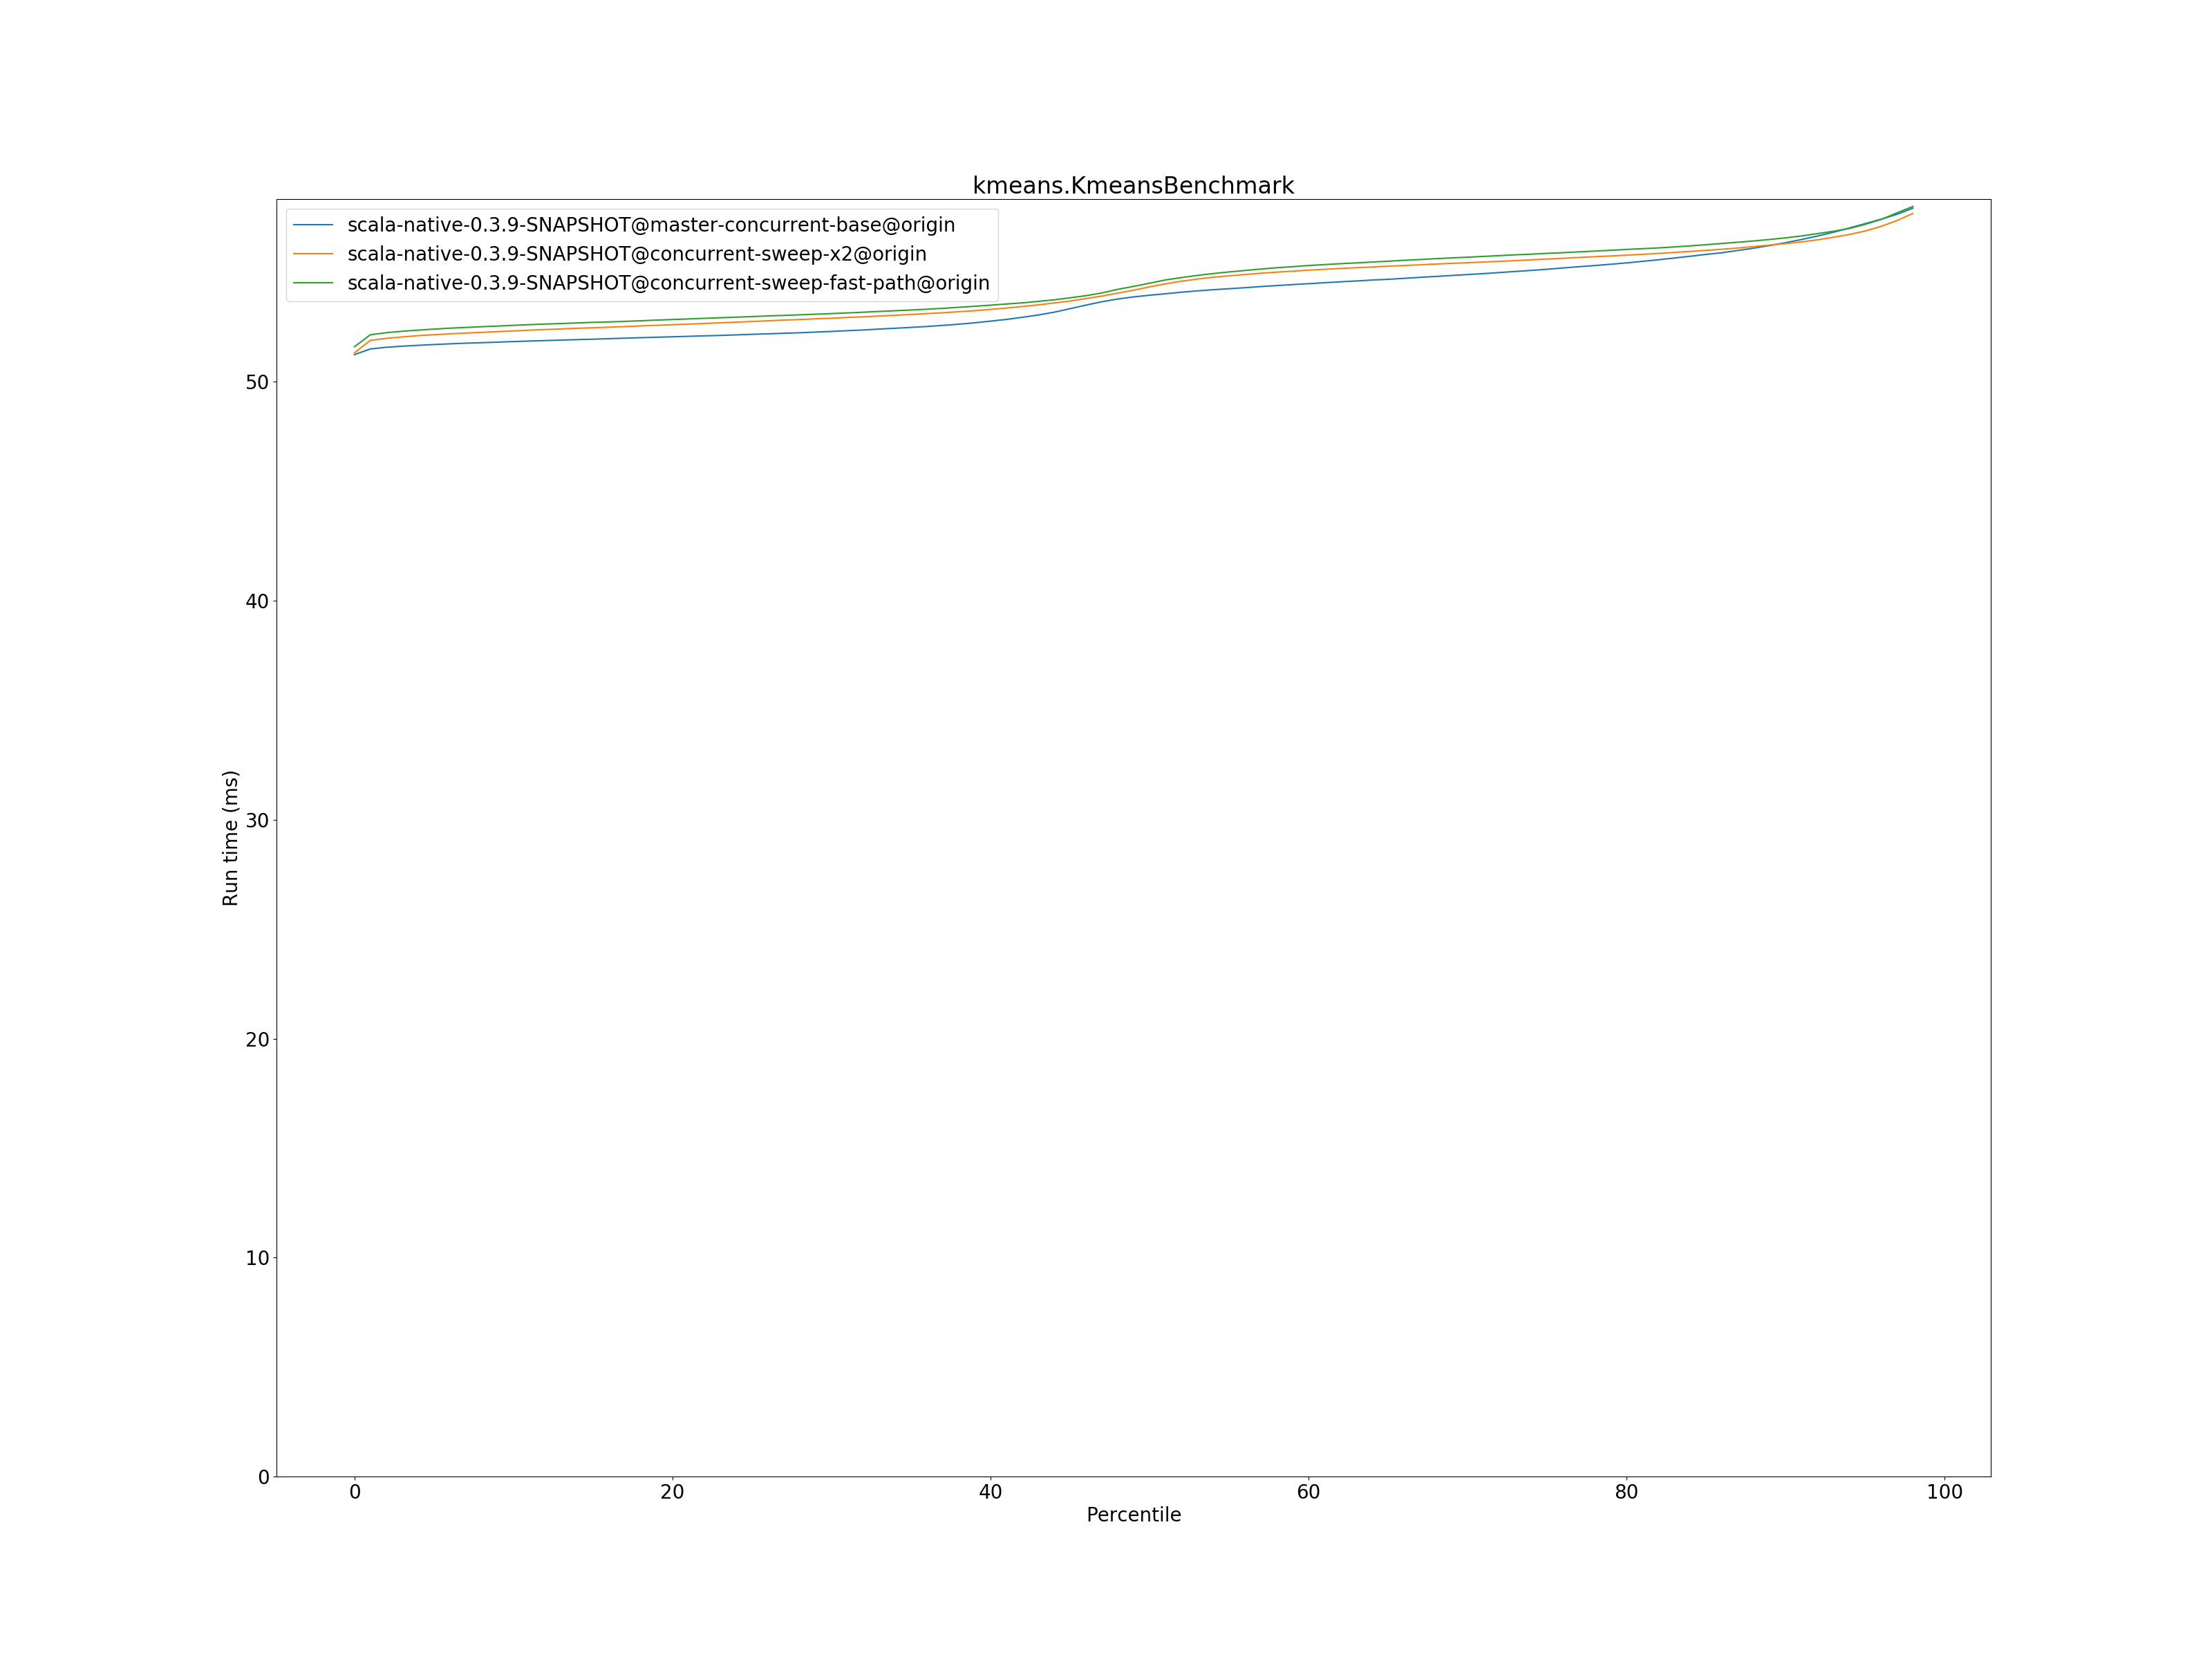 kmeans.KmeansBenchmark
scala-native-0.3.9-SNAPSHOT@master-concurrent-base@origin
scala-native-0.3.9-SNAPSHOT@concurrent-sweep-x2@origin
scala-native-0.3.9-SNAPSHOT@concurrent-sweep-fast-path@origin
50
40
30
20
10
0
Run time (ms)
0 20 40 60 80 100
Percentile